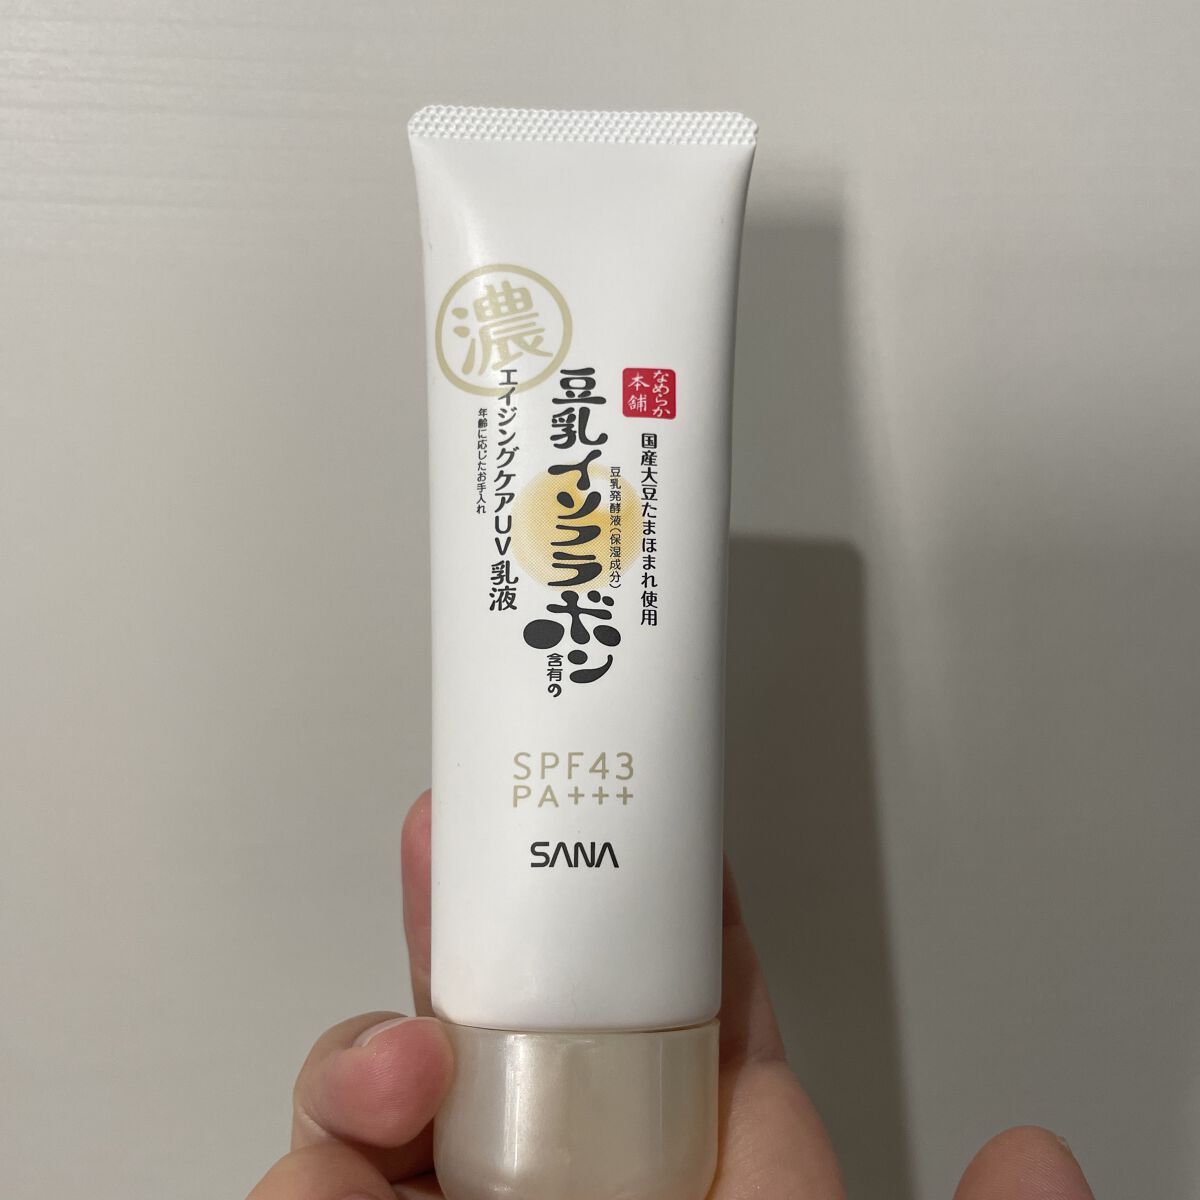 濃
なめらか
本舗
国産大豆たまほまれ使用
豆乳発酵液(保湿成分)
豆乳イソフラボン
含有の
エイジングケアUV乳液
年齢に応じたお手入れ
SPF43
PA+++
SANA